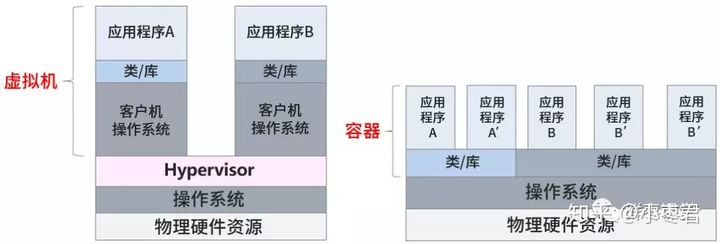 应用程序A
应用程序B
类/库
类/库
虚拟机
客户机
操作系统
客户机
操作系统
Hypervisor
操作系统
物理硬件资源
应用
程序
A
应用
程序
A’
应用
程序
B
应用
程序
B’
应用
程序
B’
容器
类/库
类/库
操作系统
物理硬件资源
知乎 @小枣君